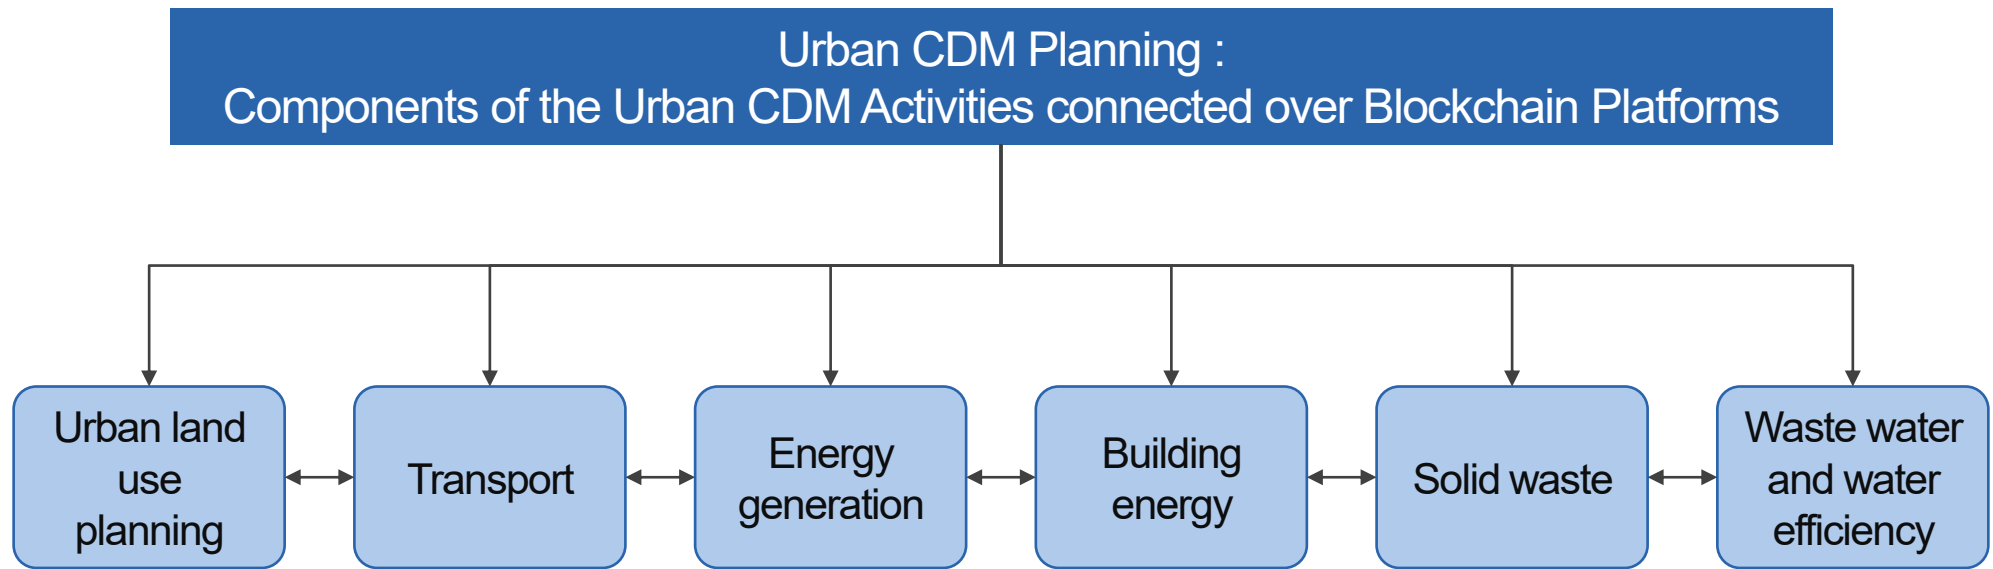 Urban CDM Planning :
Components of the Urban CDM Activities connected over Blockchain Platforms
Urban land
use
planning
Transport
Energy
generation
Building
energy
Solid waste
Waste water
and water
efficiency